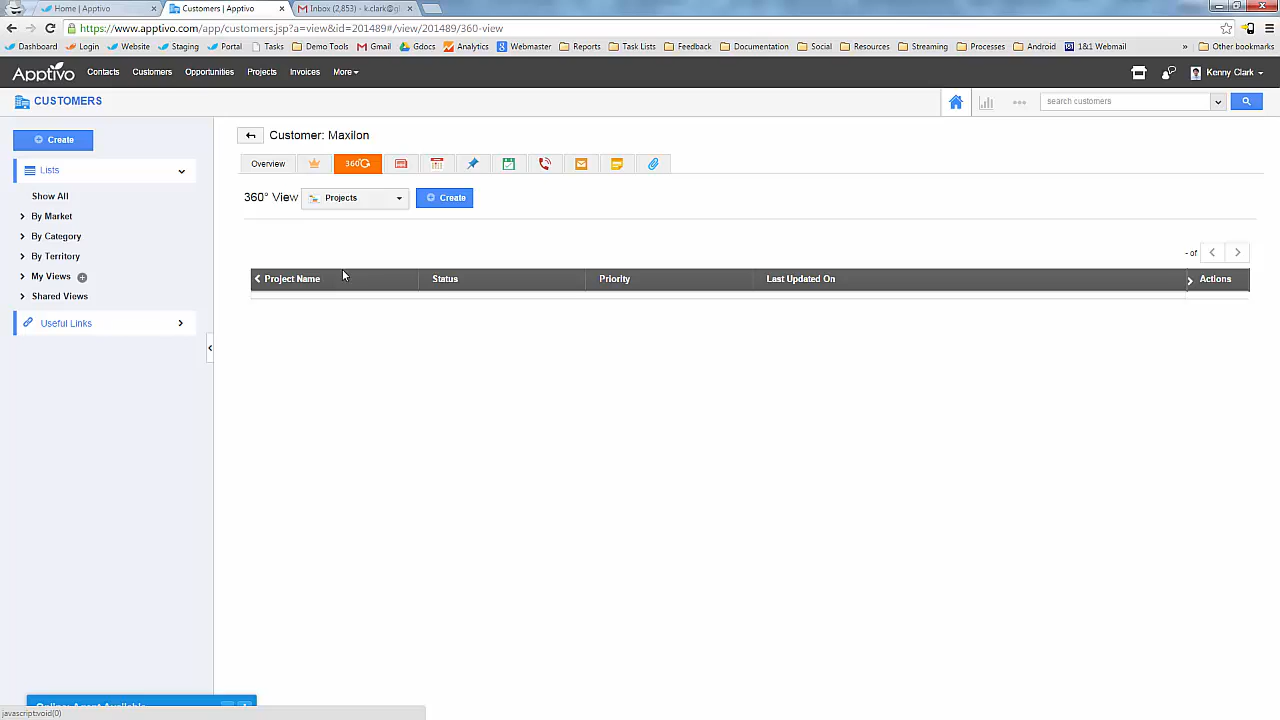 Home | Apptivo
Customers | Apptivo
Inbox (2,853) - k.clark@gl
https://www.apptivo.com/app/customers.jsp?a=view&id=201489#/view/201489/360-view
Dashboard Login Website Staging Portal Tasks Demo Tools Gmail Gdocs Analytics Webmaster Reports Task Lists Feedback Documentation Social Resources Streaming Processes Android 1&1 Webmail » Other bookmarks
Apptivo Contacts Customers Opportunities Projects Invoices More Kenny Clark
CUSTOMERS
search customers
Create
Lists
Show All
By Market
By Category
By Territory
My Views
Shared Views
Useful Links
Customer: Maxilon
Overview 360°
360° View Projects Create
- of
Project Name Status Priority Last Updated On Actions
javascript:void(0)